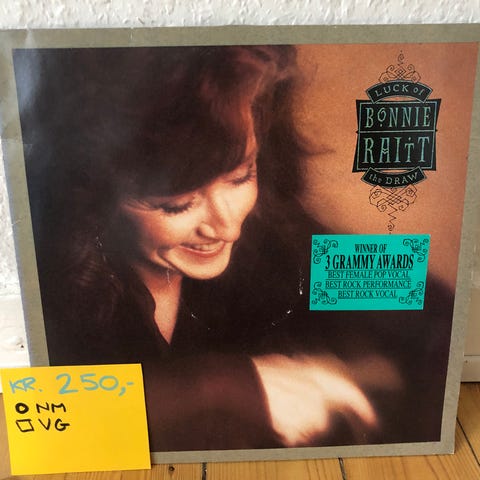 LUCK of
BONNIE
RAITT
the DRAW
WINNER OF
3 GRAMMY AWARDS
BEST FEMALE POP VOCAL
BEST ROCK PERFORMANCE
BEST ROCK VOCAL
KR. 250,-
NM
VG